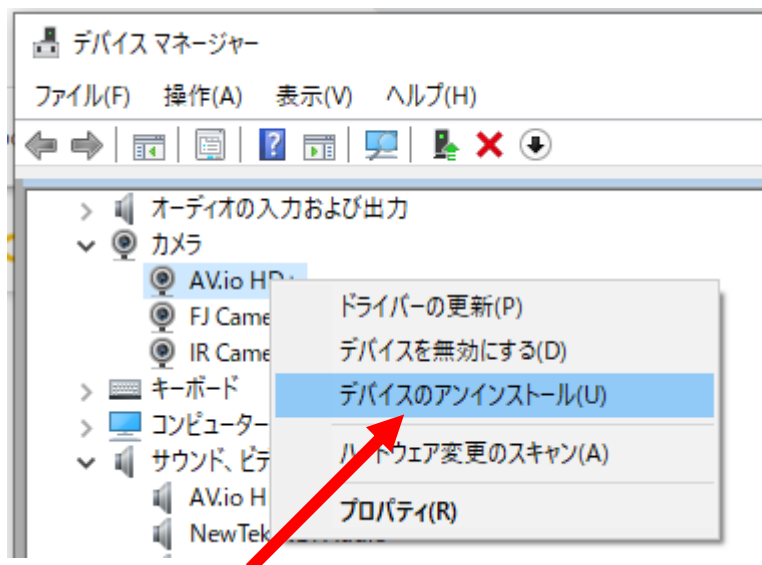 デバイス マネージャー
ファイル(F) 操作(A) 表示(V) ヘルプ(H)
オーディオの入力および出力
カメラ
AV.io
FJ
IR
ドライバーの更新(P)
デバイスを無効にする(D)
デバイスのアンインストール(U)
ハードウェア変更のスキャン(A)
プロパティ(R)
キーボード
コンピューター
サウンド、ビデ
AV.io H
NewTek